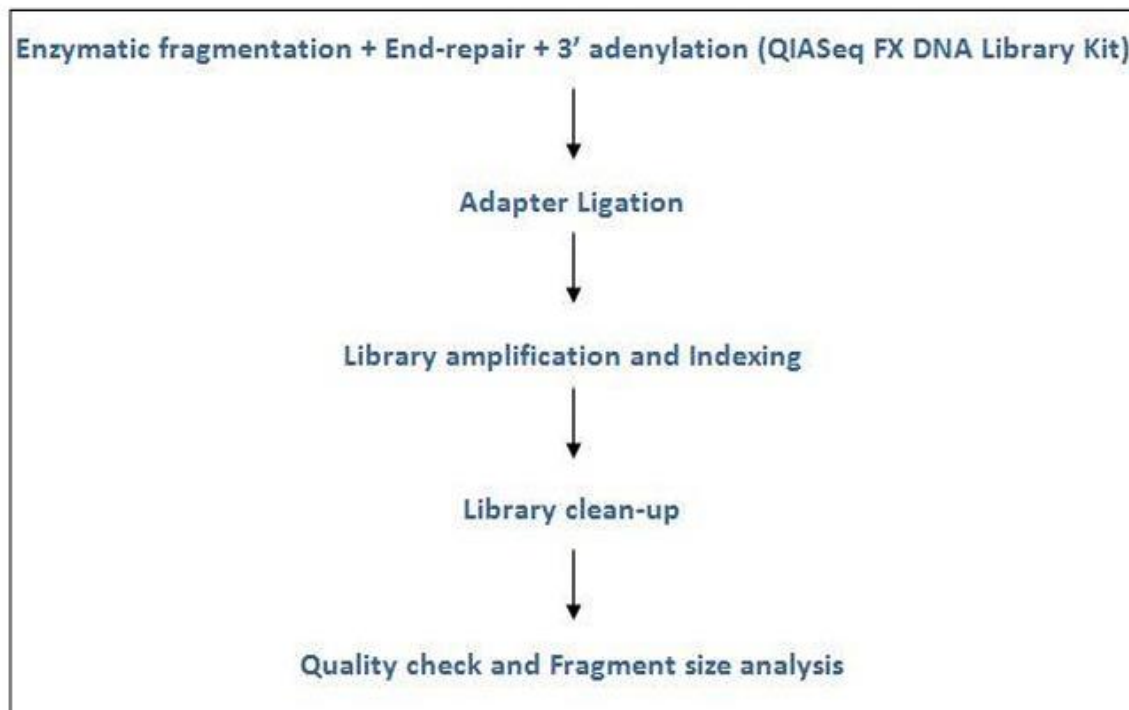 Enzymatic fragmentation + End-repair + 3’ adenylation (QIASeq FX DNA Library Kit)
Adapter Ligation
Library amplification and Indexing
Library clean-up
Quality check and Fragment size analysis